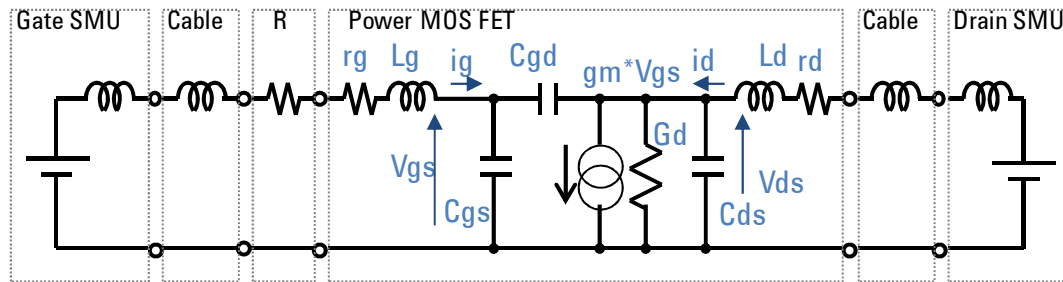 Gate SMU Cable R Power MOS FET Cable Drain SMU
rg Lg ig Cgd gm*Vgs id Ld rd
Gd
Vgs Vds
Cgs Cds